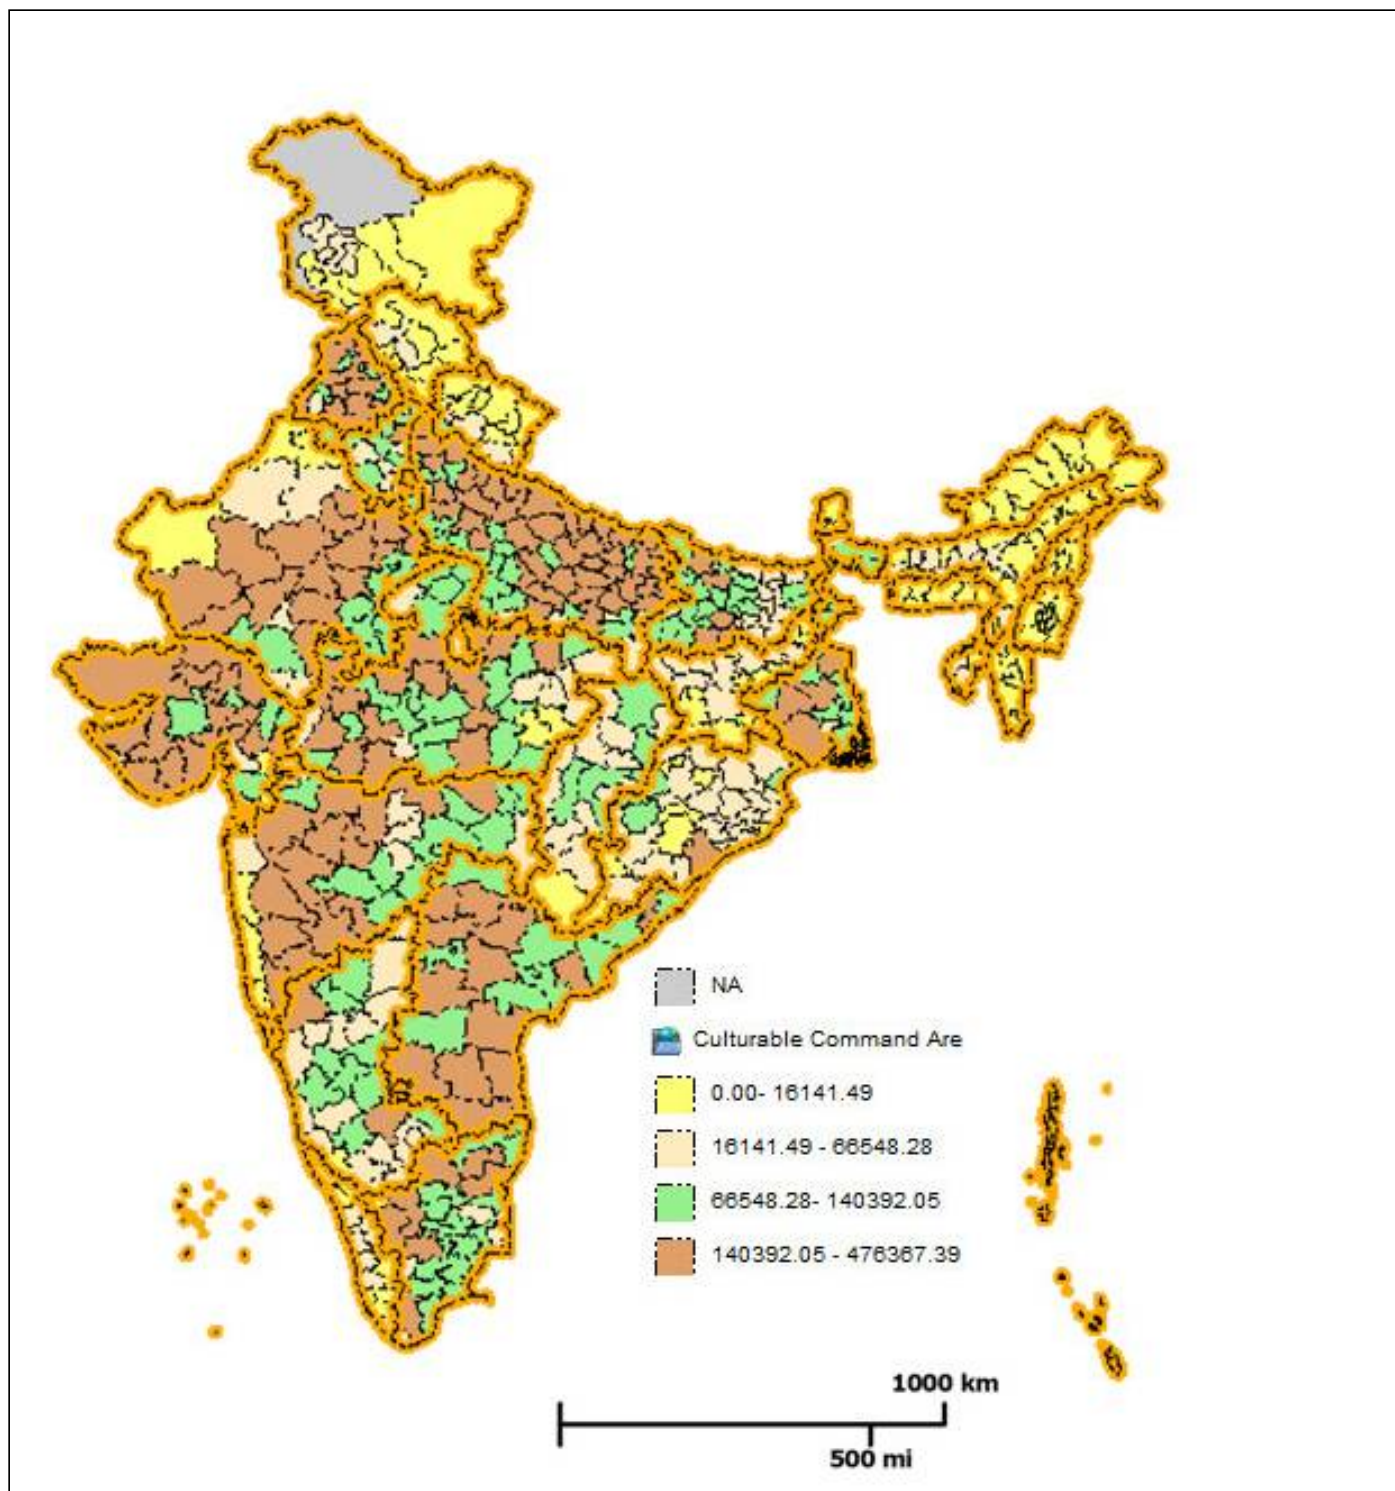 NA
Culturable Command Are
0.00- 16141.49
16141.49 - 66548.28
66548.28- 140392.05
140392.05 - 476367.39
1000 km
500 mi